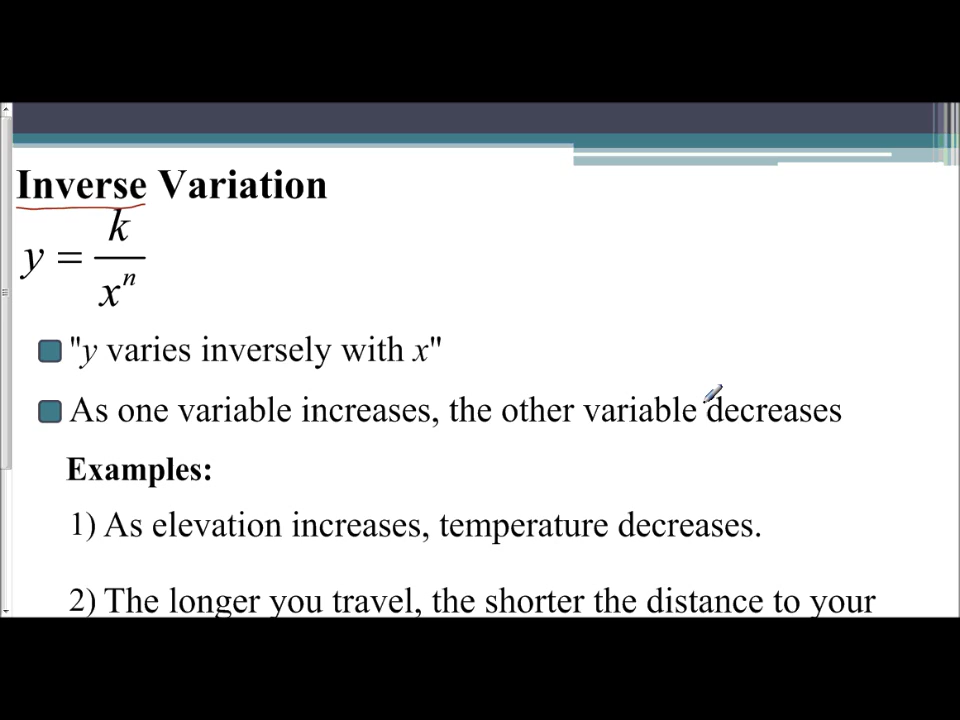 Inverse Variation
y = k/xⁿ
"y varies inversely with x"
As one variable increases, the other variable decreases
Examples:
1) As elevation increases, temperature decreases.
2) The longer you travel, the shorter the distance to your